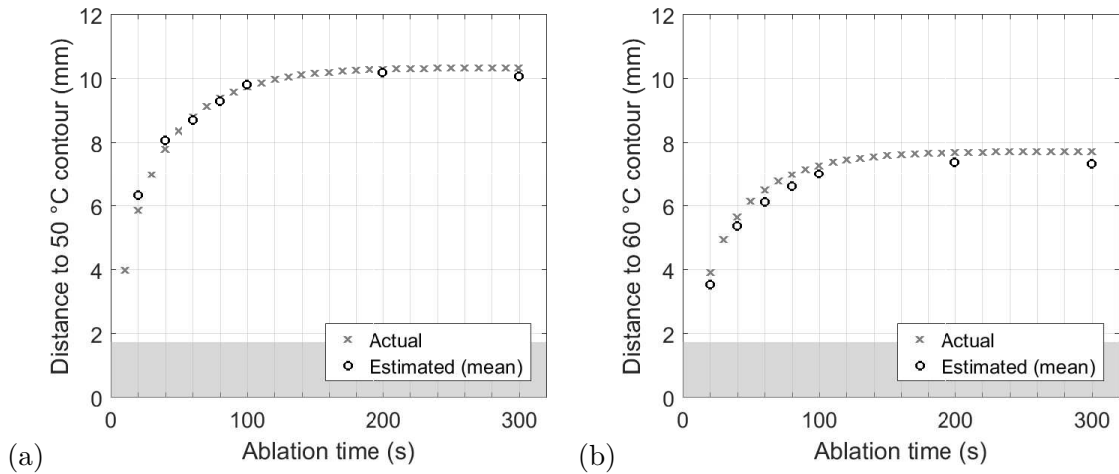 Distance to 50 °C contour (mm)
12
10
8
6
4
2
0
Actual
Estimated (mean)
0
100
200
300
Ablation time (s)
(a)
Distance to 60 °C contour (mm)
12
10
8
6
4
2
0
Actual
Estimated (mean)
0
100
200
300
Ablation time (s)
(b)